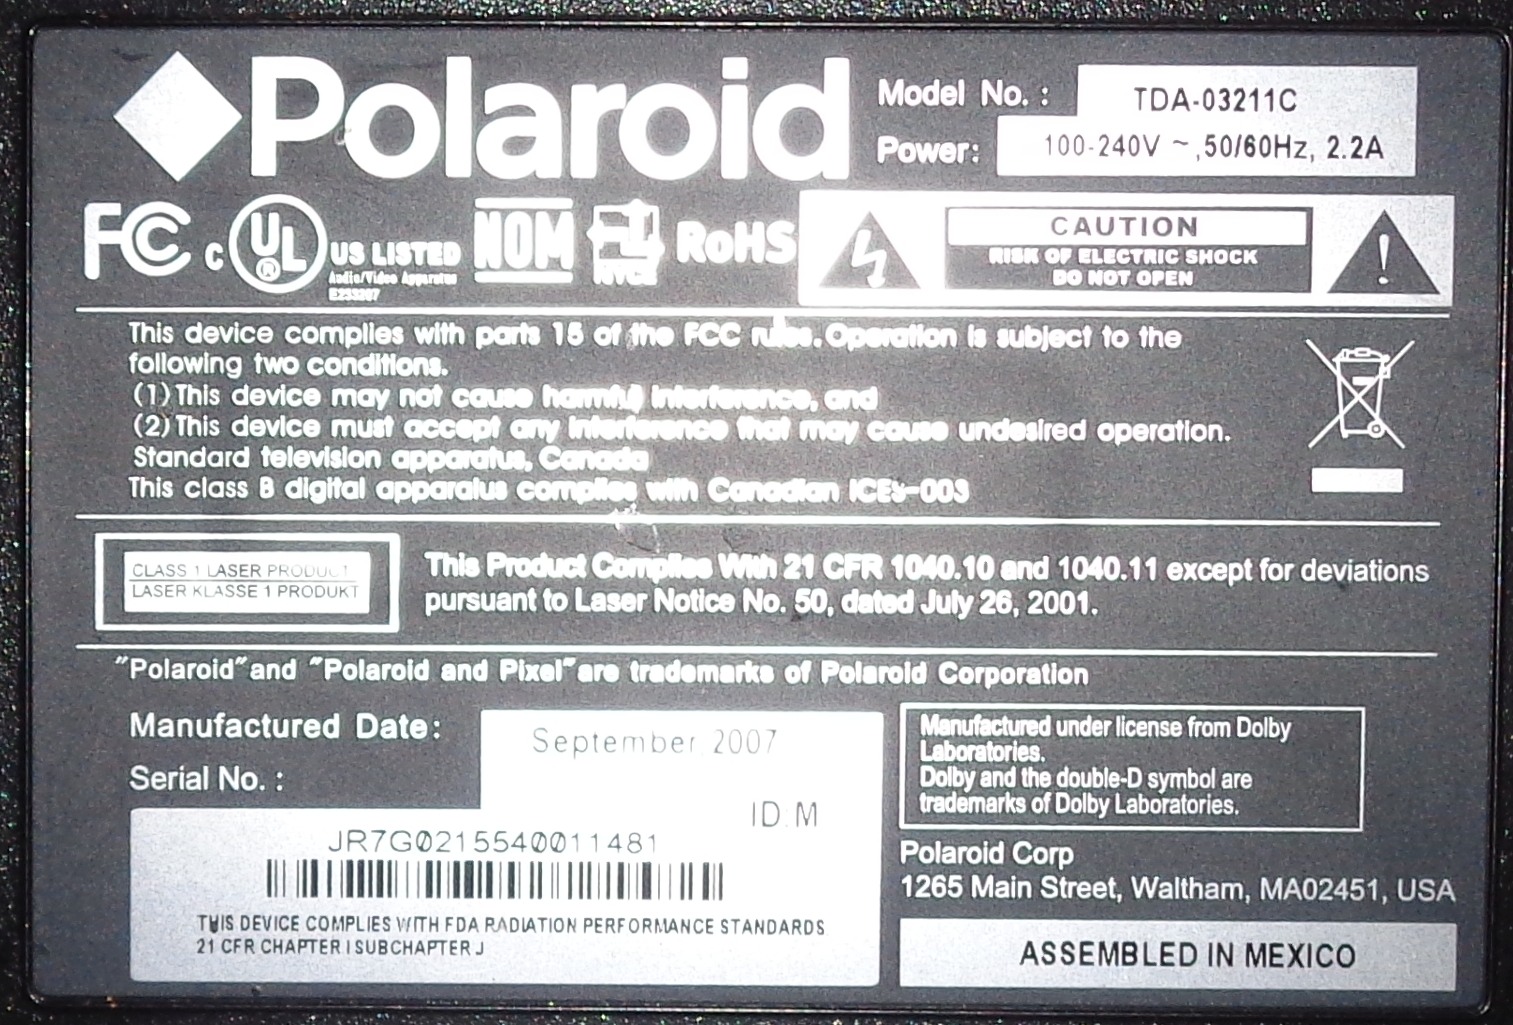 Polaroid
Model No. : TDA-03211C
Power: 100-240V ~ ,50/60Hz, 2.2A
FC c UL ® US LISTED NOM NYCE RoHS
Audio/Video Apparatus
CAUTION
RISK OF ELECTRIC SHOCK
DO NOT OPEN
!
This device complies with parts 15 of the FCC rules. Operation is subject to the
following two conditions.
(1) This device may not cause harmful interference, and
(2) This device must accept any interference that may cause undesired operation.
Standard television apparatus, Canada
This class B digital apparatus complies with Canadian ICES-003
CLASS 1 LASER PRODUCT
LASER KLASSE 1 PRODUKT
This Product Complies With 21 CFR 1040.10 and 1040.11 except for deviations
pursuant to Laser Notice No. 50, dated July 26, 2001.
"Polaroid" and "Polaroid and Pixel" are trademarks of Polaroid Corporation
Manufactured Date: September, 2007
Serial No. :
ID:M
JR7G0215540011481
THIS DEVICE COMPLIES WITH FDA RADIATION PERFORMANCE STANDARDS
21 CFR CHAPTER I SUBCHAPTER J
Manufactured under license from Dolby
Laboratories.
Dolby and the double-D symbol are
trademarks of Dolby Laboratories.
Polaroid Corp
1265 Main Street, Waltham, MA02451, USA
ASSEMBLED IN MEXICO